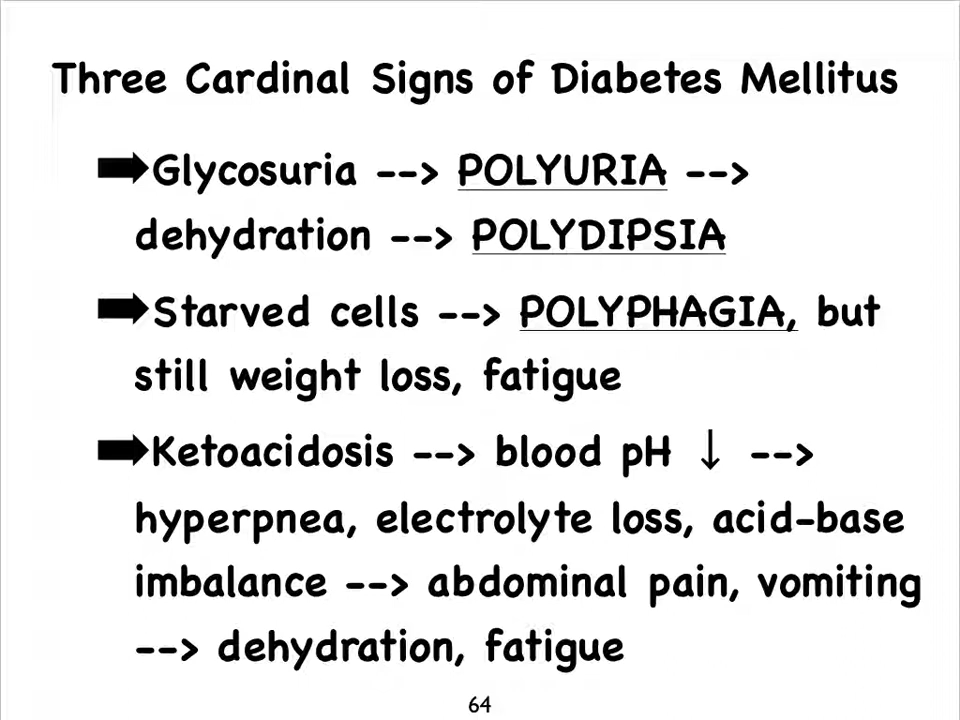 Three Cardinal Signs of Diabetes Mellitus
➡Glycosuria --> POLYURIA -->
dehydration --> POLYDIPSIA
➡Starved cells --> POLYPHAGIA, but
still weight loss, fatigue
➡Ketoacidosis --> blood pH ↓ -->
hyperpnea, electrolyte loss, acid-base
imbalance --> abdominal pain, vomiting
--> dehydration, fatigue
64